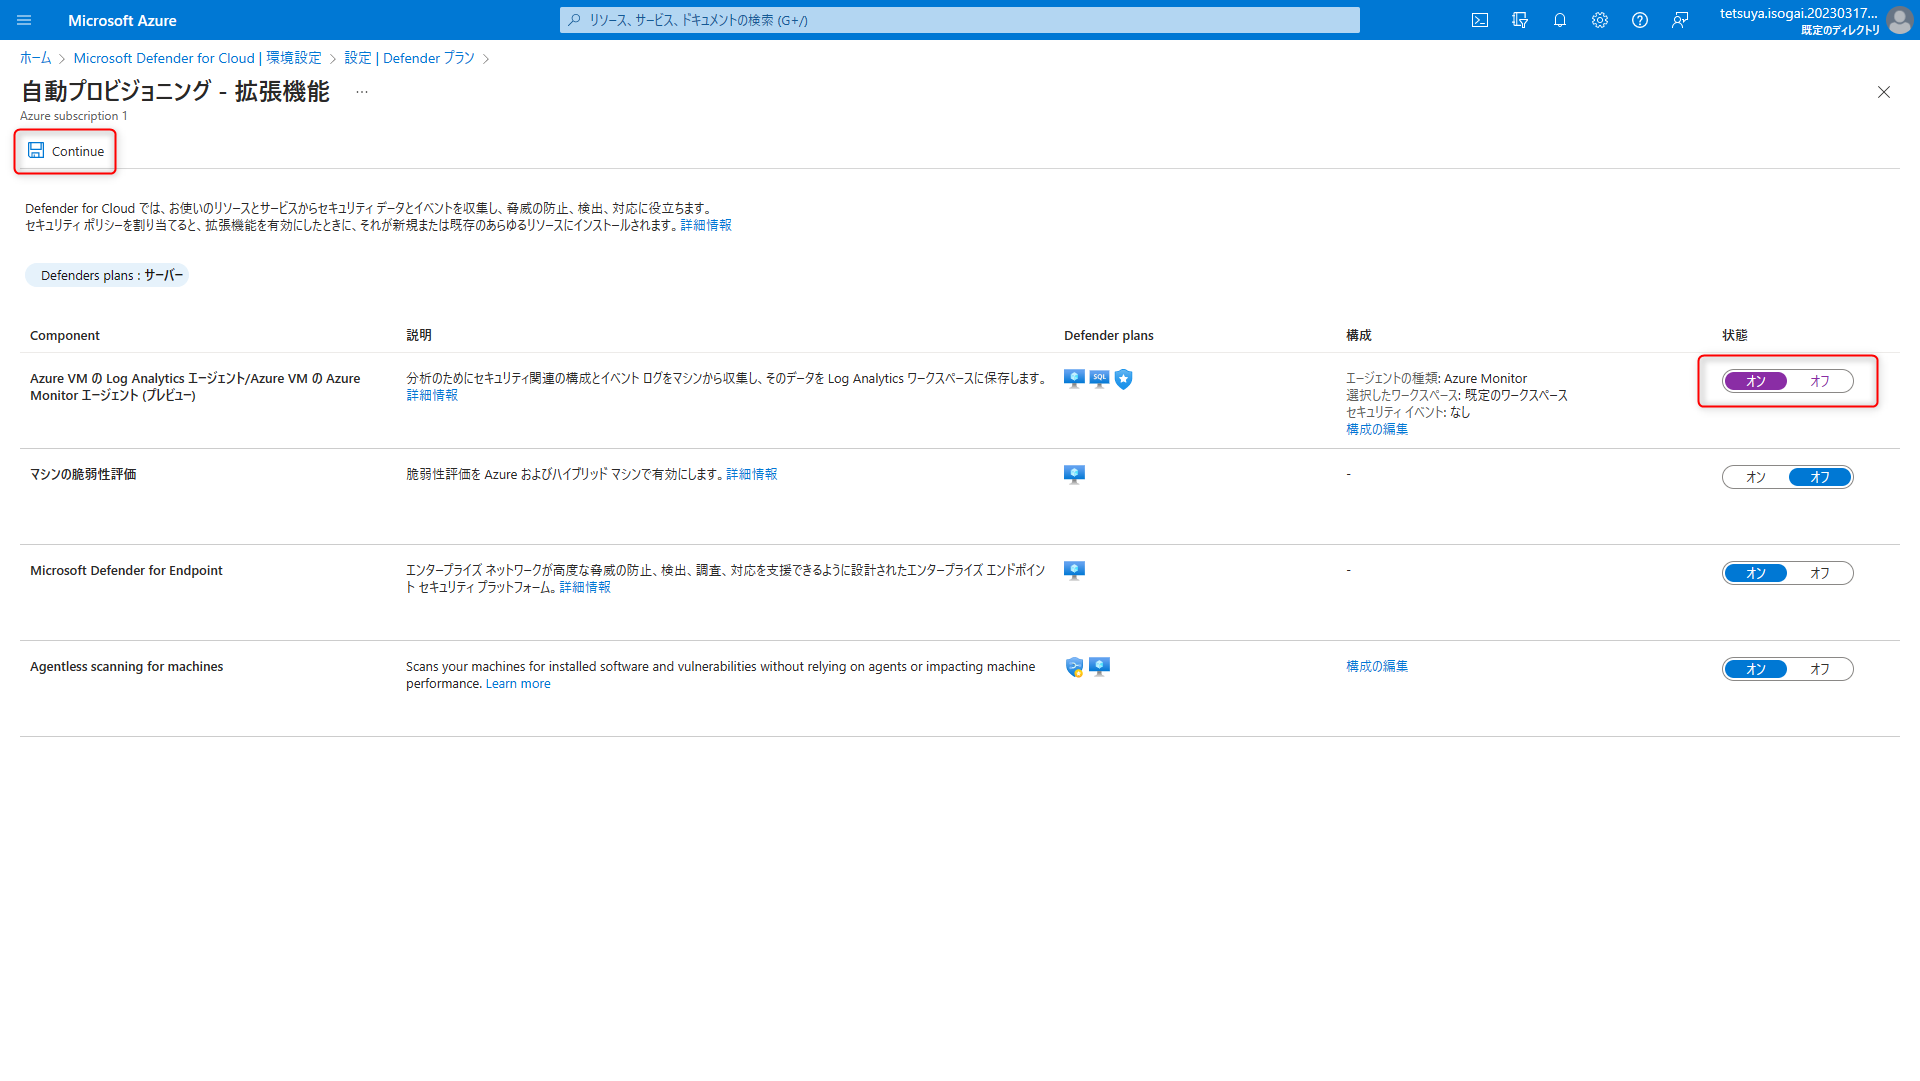 Microsoft Azure
リソース、サービス、ドキュメントの検索 (G+/)
tetsuya.isogai.20230317...
既定のディレクトリ
ホーム > Microsoft Defender for Cloud | 環境設定 > 設定 | Defender プラン >
自動プロビジョニング - 拡張機能 ...
Azure subscription 1
Continue
Defender for Cloud では、お使いのリソースとサービスからセキュリティ データとイベントを収集し、脅威の防止、検出、対応に役立ちます。
セキュリティ ポリシーを割り当てると、拡張機能を有効にしたときに、それが新規または既存のあらゆるリソースにインストールされます。詳細情報
Defenders plans : サーバー
Component 説明 Defender plans 構成 状態
Azure VM の Log Analytics エージェント/Azure VM の Azure
Monitor エージェント (プレビュー)
分析のためにセキュリティ関連の構成とイベント ログをマシンから収集し、そのデータを Log Analytics ワークスペースに保存します。
詳細情報
SQL
エージェントの種類: Azure Monitor
選択したワークスペース: 既定のワークスペース
セキュリティ イベント: なし
構成の編集
オン オフ
マシンの脆弱性評価
脆弱性評価を Azure およびハイブリッド マシンで有効にします。詳細情報
-
オン オフ
Microsoft Defender for Endpoint
エンタープライズ ネットワークが高度な脅威の防止、検出、調査、対応を支援できるように設計されたエンタープライズ エンドポイン
ト セキュリティ プラットフォーム。詳細情報
-
オン オフ
Agentless scanning for machines
Scans your machines for installed software and vulnerabilities without relying on agents or impacting machine
performance. Learn more
構成の編集
オン オフ